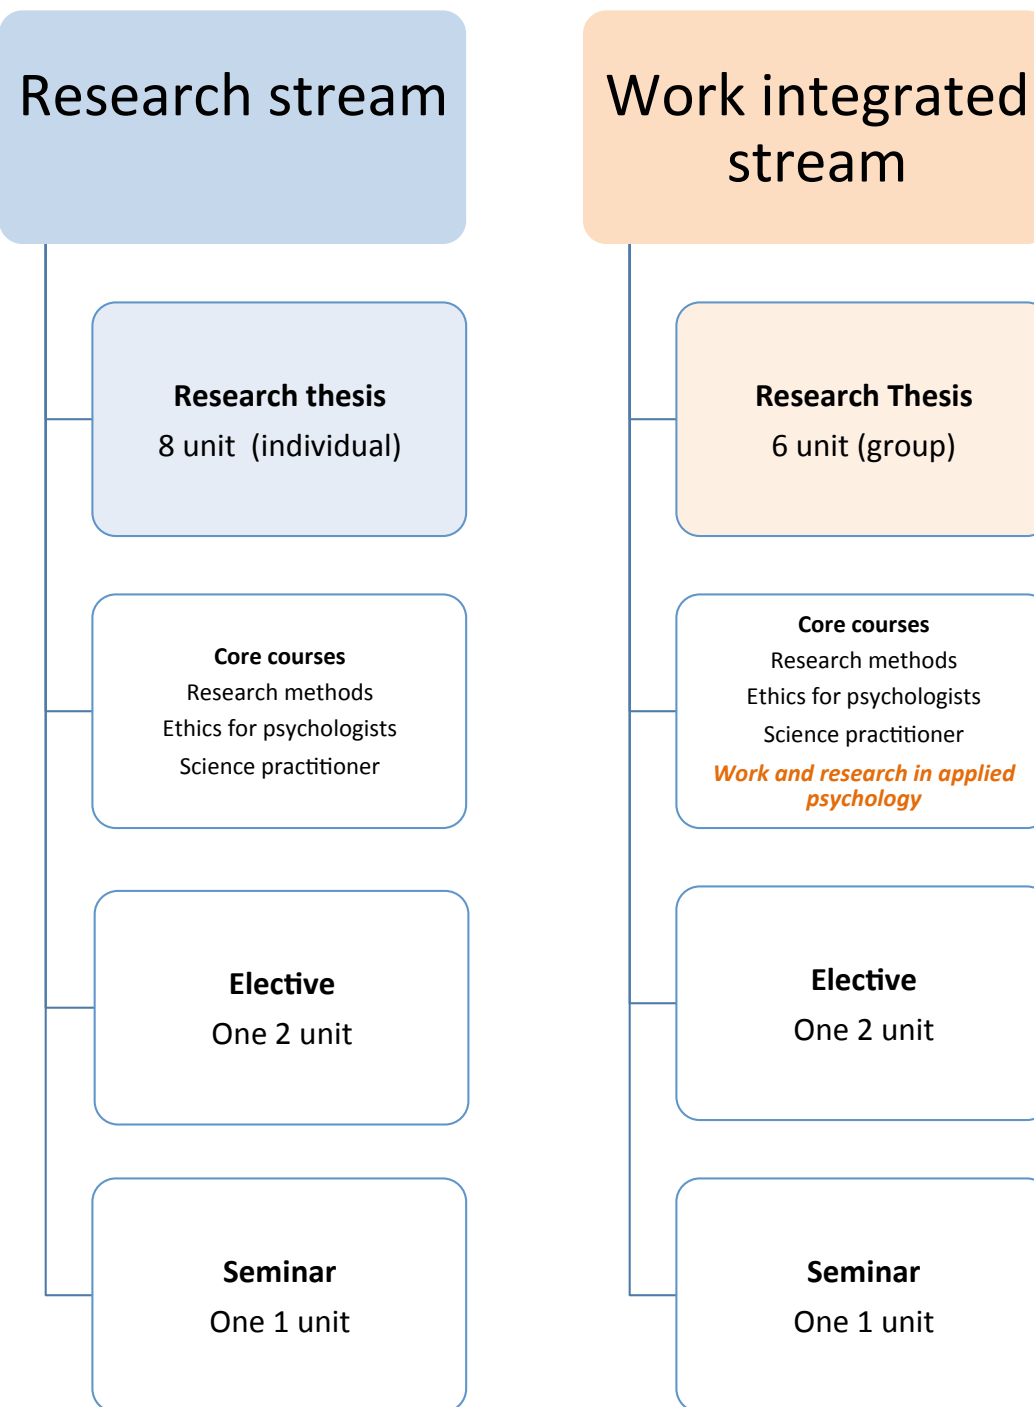 Research stream
Research thesis
8 unit (individual)
Core courses
Research methods
Ethics for psychologists
Science practitioner
Elective
One 2 unit
Seminar
One 1 unit
Work integrated
stream
Research Thesis
6 unit (group)
Core courses
Research methods
Ethics for psychologists
Science practitioner
Work and research in applied
psychology
Elective
One 2 unit
Seminar
One 1 unit